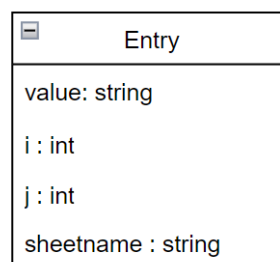 Entry
value: string
i : int
j : int
sheetname : string